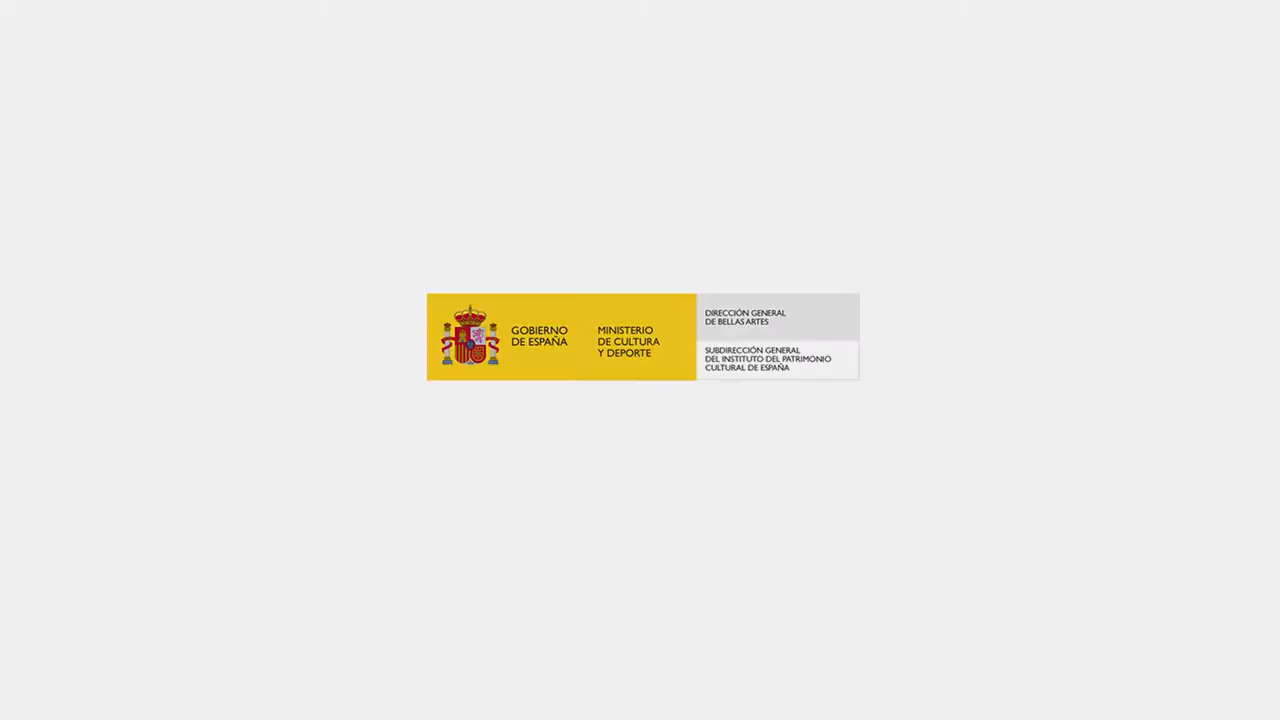 GOBIERNO
DE ESPAÑA
MINISTERIO
DE CULTURA
Y DEPORTE
DIRECCIÓN GENERAL
DE BELLAS ARTES
SUBDIRECCIÓN GENERAL
DEL INSTITUTO DEL PATRIMONIO
CULTURAL DE ESPAÑA